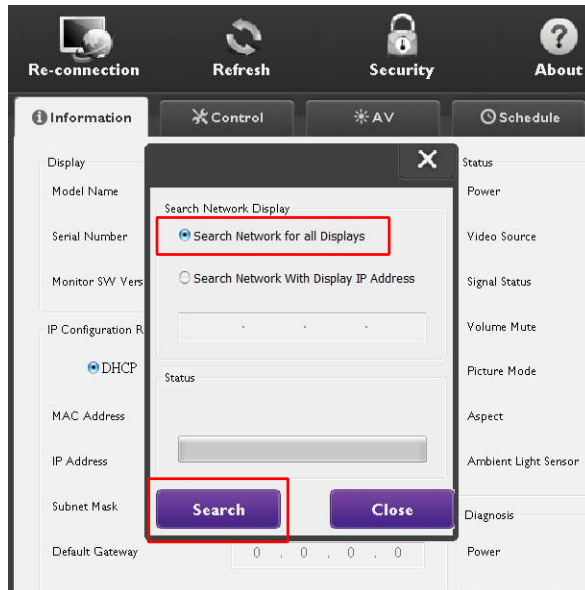 Re-connection Refresh Security About
Information Control AV Schedule
Display
Model Name
Serial Number
Monitor SW Vers
IP Configuration R
DHCP
MAC Address
IP Address
Subnet Mask
Default Gateway 0 . 0 . 0 . 0
X
Search Network Display
Search Network for all Displays
Search Network With Display IP Address
. . .
Status
Search Close
Status
Power
Video Source
Signal Status
Volume Mute
Picture Mode
Aspect
Ambient Light Sensor
Diagnosis
Power